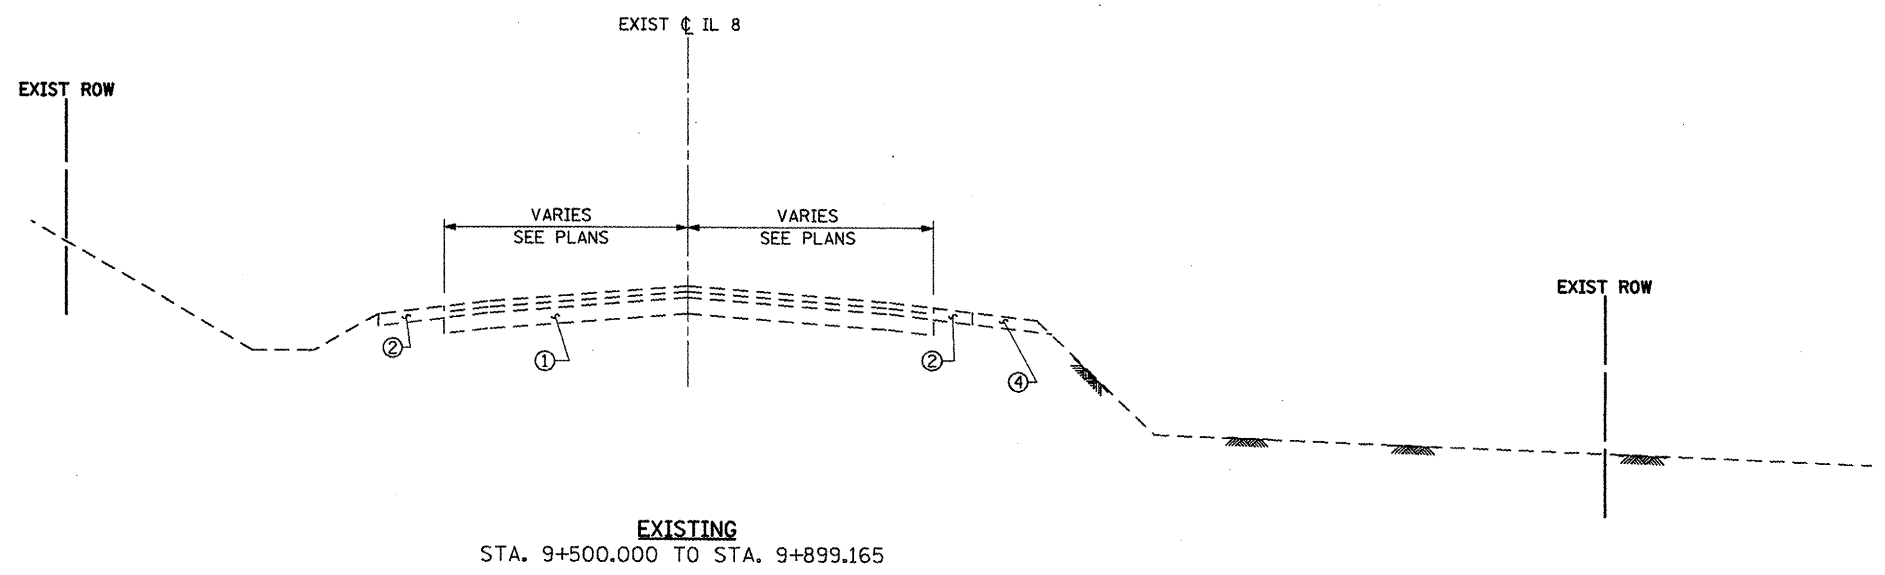 EXIST ℄ IL 8
EXIST ROW
VARIES
SEE PLANS
VARIES
SEE PLANS
EXIST ROW
2
1
2
4
EXISTING
STA. 9+500.000 TO STA. 9+899.165